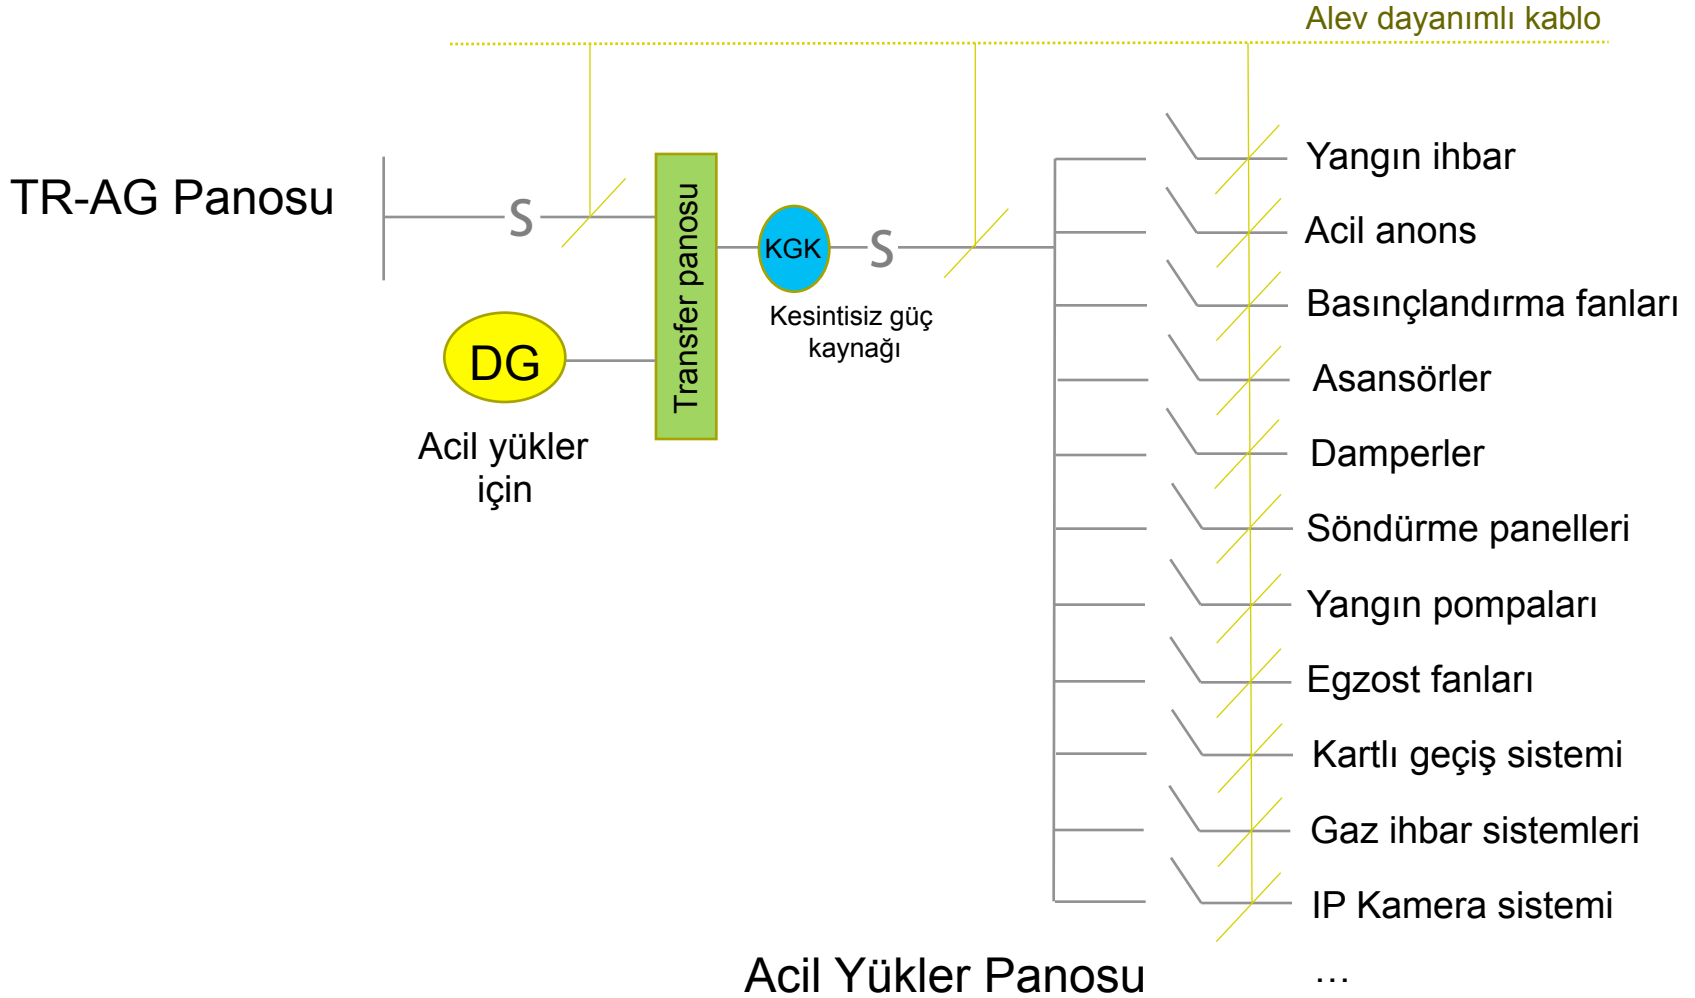 Alev dayanımlı kablo
TR-AG Panosu
S
Transfer panosu
KGK
S
Kesintisiz güç
kaynağı
DG
Acil yükler
için
Yangın ihbar
Acil anons
Basınçlandırma fanları
Asansörler
Damperler
Söndürme panelleri
Yangın pompaları
Egzost fanları
Kartlı geçiş sistemi
Gaz ihbar sistemleri
IP Kamera sistemi
...
Acil Yükler Panosu